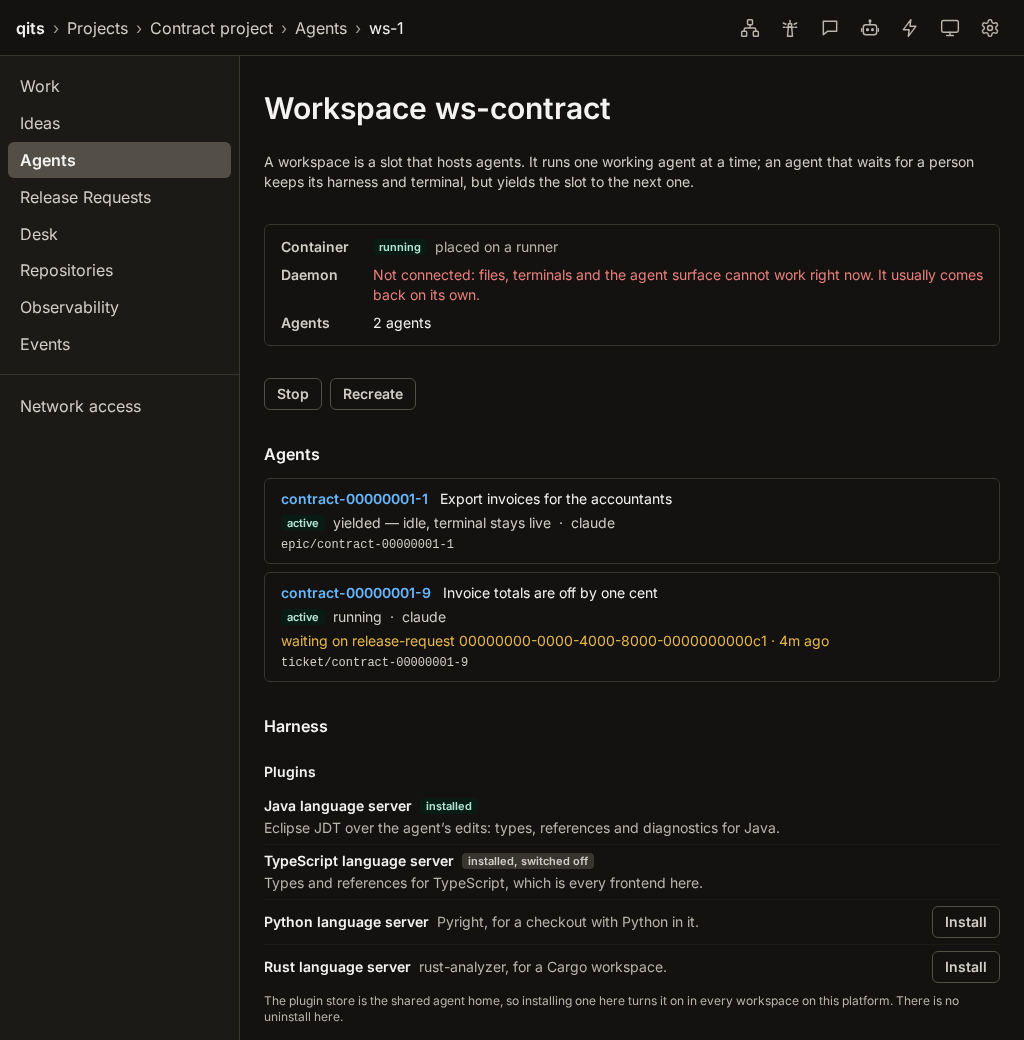 qits › Projects › Contract project › Agents › ws-1
Work
Ideas
Agents
Release Requests
Desk
Repositories
Observability
Events
Network access
Workspace ws-contract
A workspace is a slot that hosts agents. It runs one working agent at a time; an agent that waits for a person
keeps its harness and terminal, but yields the slot to the next one.
Container running placed on a runner
Daemon Not connected: files, terminals and the agent surface cannot work right now. It usually comes
back on its own.
Agents 2 agents
Stop Recreate
Agents
contract-00000001-1 Export invoices for the accountants
active yielded — idle, terminal stays live · claude
epic/contract-00000001-1
contract-00000001-9 Invoice totals are off by one cent
active running · claude
waiting on release-request 00000000-0000-4000-8000-0000000000c1 · 4m ago
ticket/contract-00000001-9
Harness
Plugins
Java language server installed
Eclipse JDT over the agent’s edits: types, references and diagnostics for Java.
TypeScript language server installed, switched off
Types and references for TypeScript, which is every frontend here.
Python language server Pyright, for a checkout with Python in it. Install
Rust language server rust-analyzer, for a Cargo workspace. Install
The plugin store is the shared agent home, so installing one here turns it on in every workspace on this platform. There is no
uninstall here.